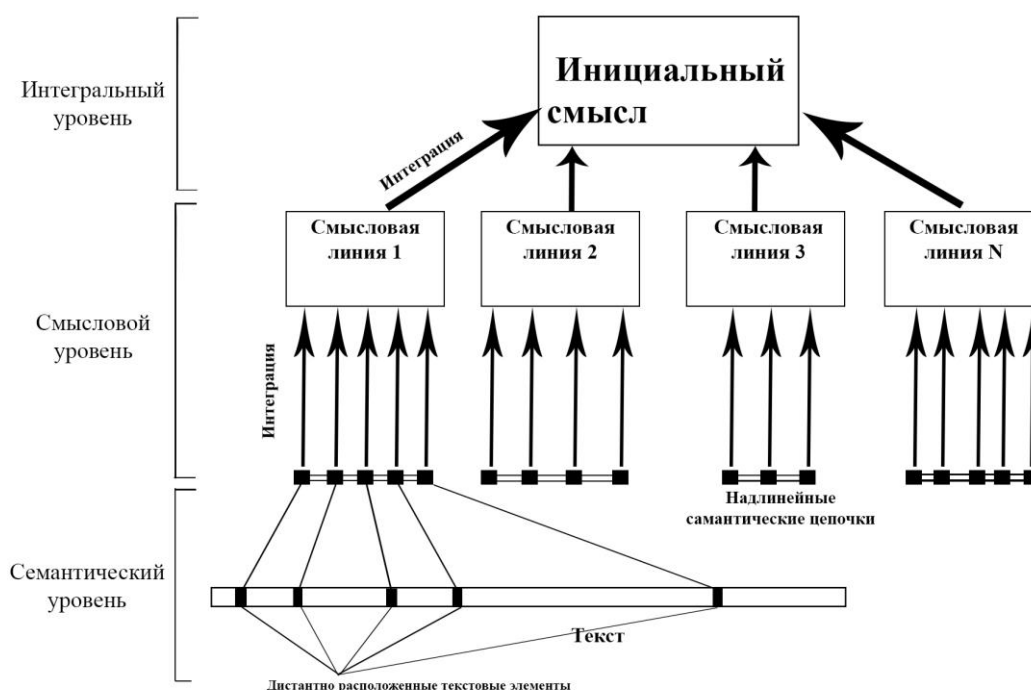 Инициальный
смысл
Интегральный
уровень
Интеграция
Смысловая
линия 1
Смысловая
линия 2
Смысловая
линия 3
Смысловая
линия N
Смысловой
уровень
Интеграция
Надлинейные
самантические цепочки
Семантический
уровень
Текст
Дистантно расположенные текстовые элементы